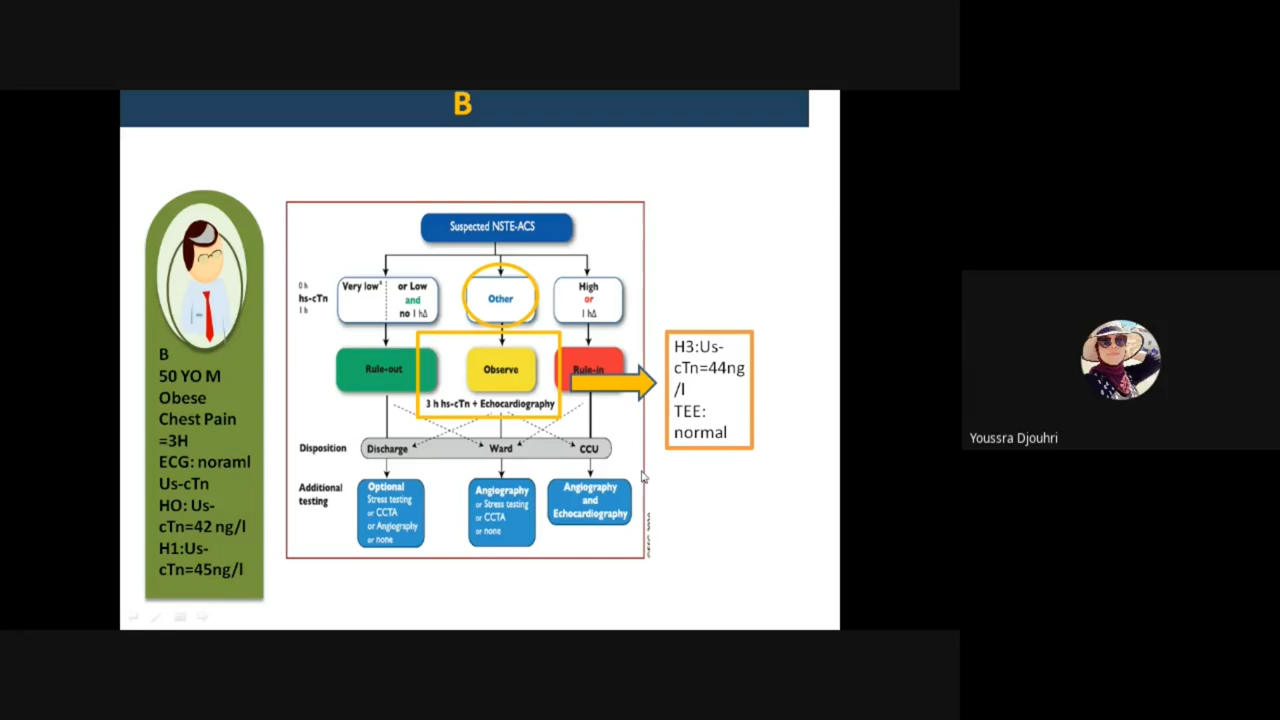 B
B
50 YO M
Obese
Chest Pain
=3H
ECG: noraml
Us-cTn
HO: Us-
cTn=42 ng/l
H1:Us-
cTn=45ng/l
Suspected NSTE-ACS
0 h
hs-cTn
1 h
Very lowª
or Low
and
no 1 hΔ
Other
High
or
1 hΔ
Rule-out
Observe
Rule-in
3 h hs-cTn + Echocardiography
Disposition
Discharge
Ward
CCU
Additional
testing
Optional
Stress testing
or CCTA
or Angiography
or none
Angiography
or Stress testing
or CCTA
or none
Angiography
and
Echocardiography
H3:Us-
cTn=44ng
/l
TEE:
normal
Youssra Djouhri